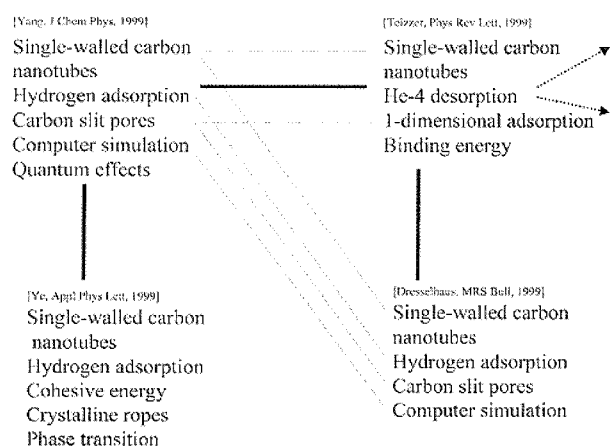 [Yang, J Chem Phys, 1999]
Single-walled carbon
nanotubes
Hydrogen adsorption
Carbon slit pores
Computer simulation
Quantum effects
[Teizzer, Phys Rev Lett, 1999]
Single-walled carbon
nanotubes
He-4 desorption
1-dimensional adsorption
Binding energy
[Ye, Appl Phys Lett, 1999]
Single-walled carbon
nanotubes
Hydrogen adsorption
Cohesive energy
Crystalline ropes
Phase transition
[Dresselhaus, MRS Bull, 1999]
Single-walled carbon
nanotubes
Hydrogen adsorption
Carbon slit pores
Computer simulation